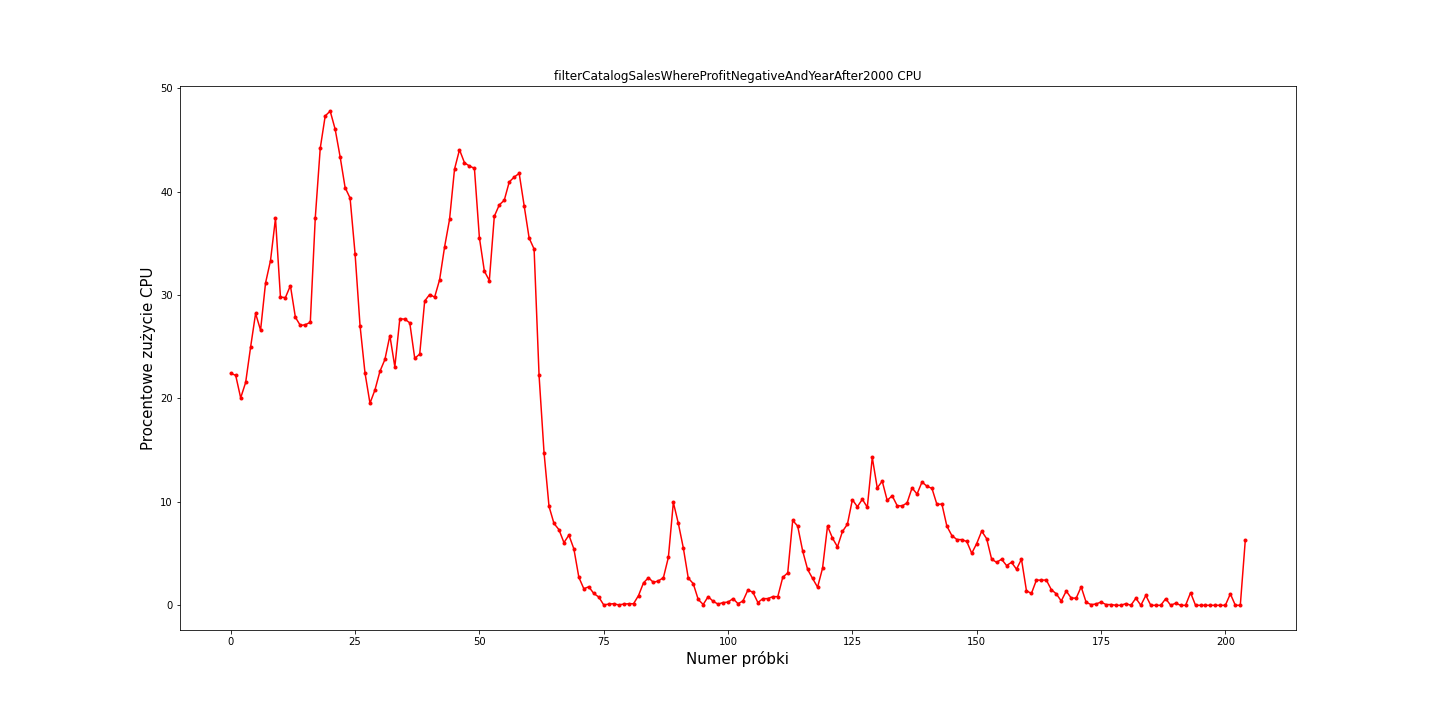 filterCatalogSalesWhereProfitNegativeAndYearAfter2000 CPU
50
40
30
20
10
0
Procentowe zużycie CPU
0 25 50 75 100 125 150 175 200
Numer próbki